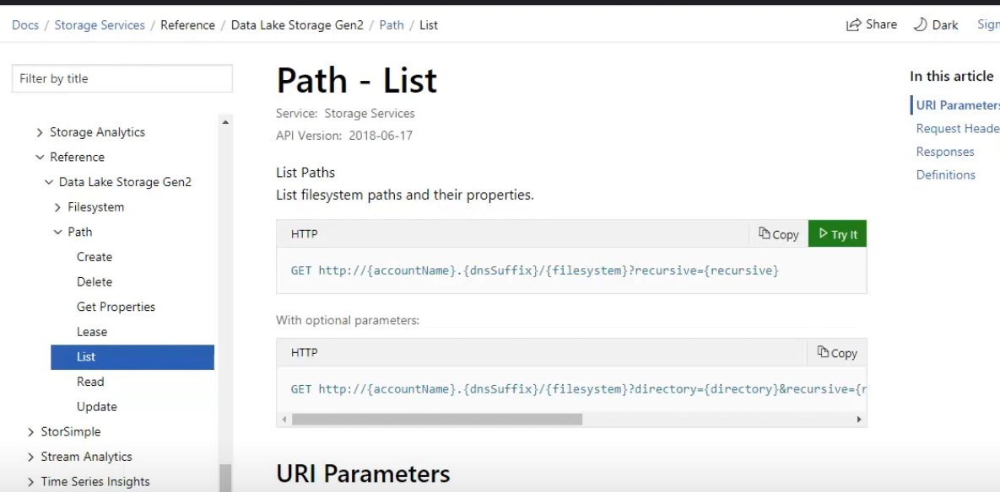 Docs / Storage Services / Reference / Data Lake Storage Gen2 / Path / List
Share
Dark
Sign
Filter by title
Storage Analytics
Reference
Data Lake Storage Gen2
Filesystem
Path
Create
Delete
Get Properties
Lease
List
Read
Update
StorSimple
Stream Analytics
Time Series Insights
Path - List
Service: Storage Services
API Version: 2018-06-17
List Paths
List filesystem paths and their properties.
HTTP
Copy
Try It
GET http://{accountName}.{dnsSuffix}/{filesystem}?recursive={recursive}
With optional parameters:
HTTP
Copy
GET http://{accountName}.{dnsSuffix}/{filesystem}?directory={directory}&recursive={r
URI Parameters
In this article
URI Parameters
Request Heade
Responses
Definitions